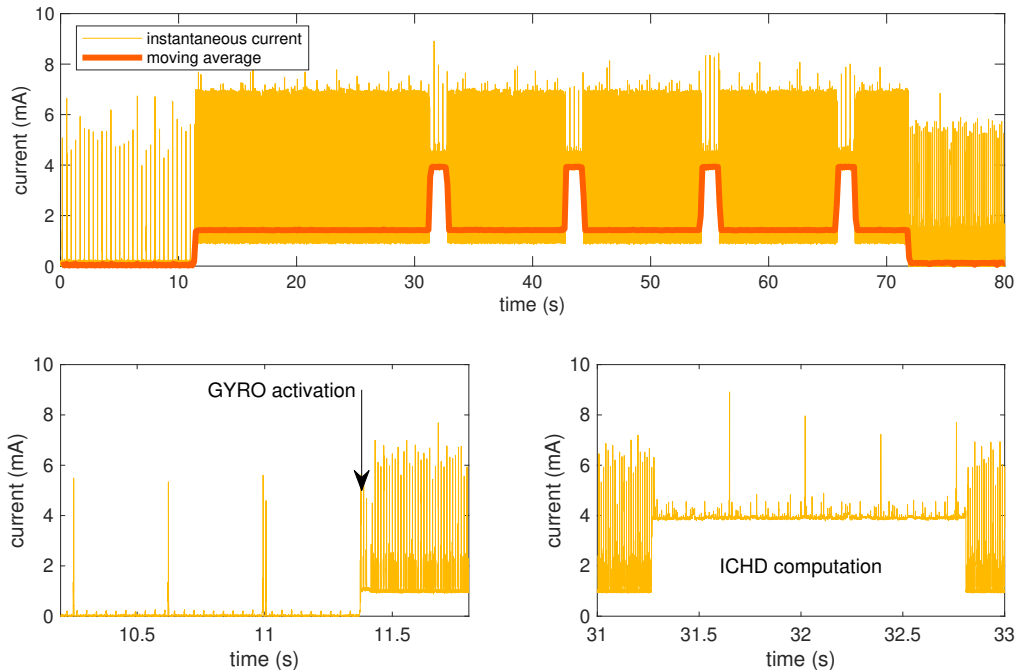 10
8
6
4
2
0
current (mA)
instantaneous current
moving average
0 10 20 30 40 50 60 70 80
time (s)
10
8
6
4
2
0
current (mA)
GYRO activation
10.5 11 11.5
time (s)
10
8
6
4
2
0
current (mA)
ICHD computation
31 31.5 32 32.5 33
time (s)